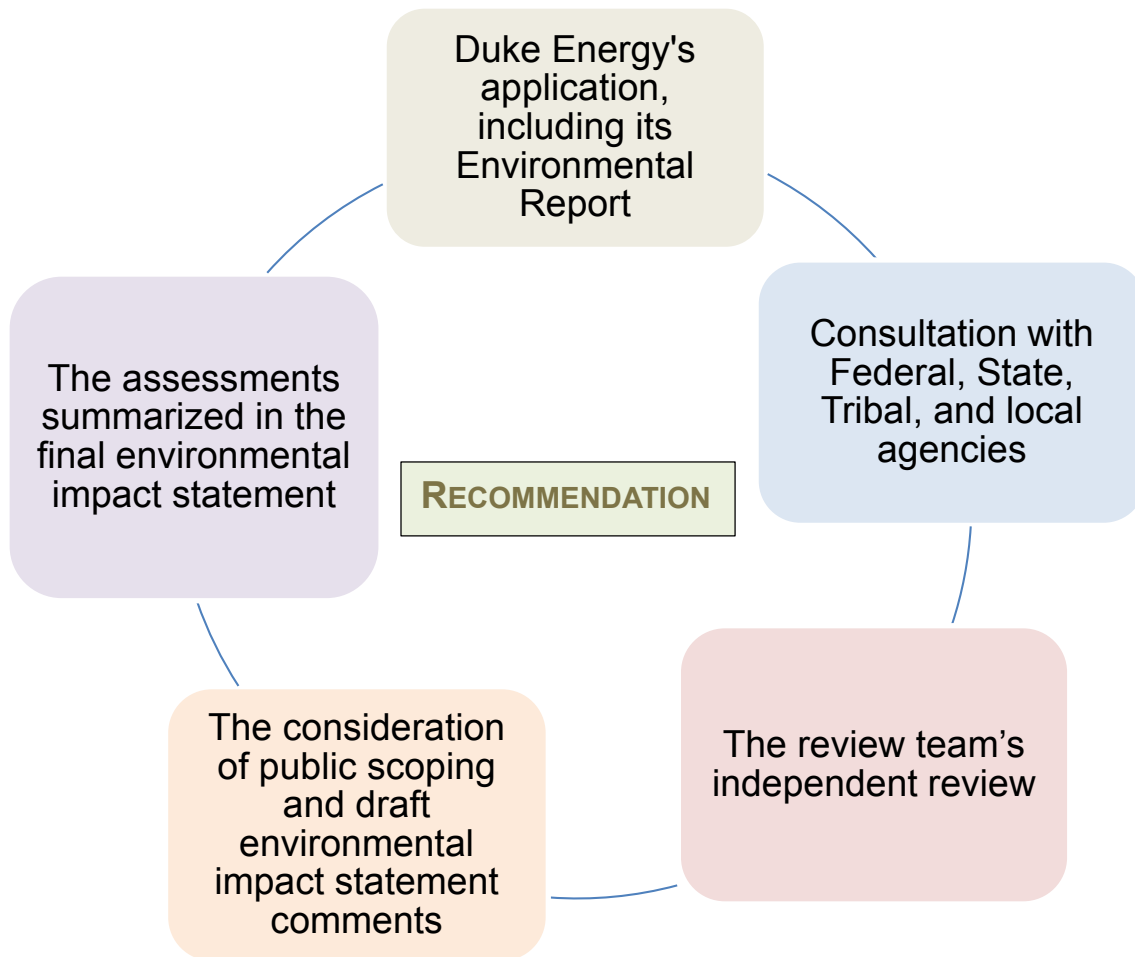 Duke Energy's
application,
including its
Environmental
Report
Consultation with
Federal, State,
Tribal, and local
agencies
The review team’s
independent review
The consideration
of public scoping
and draft
environmental
impact statement
comments
The assessments
summarized in the
final environmental
impact statement
RECOMMENDATION